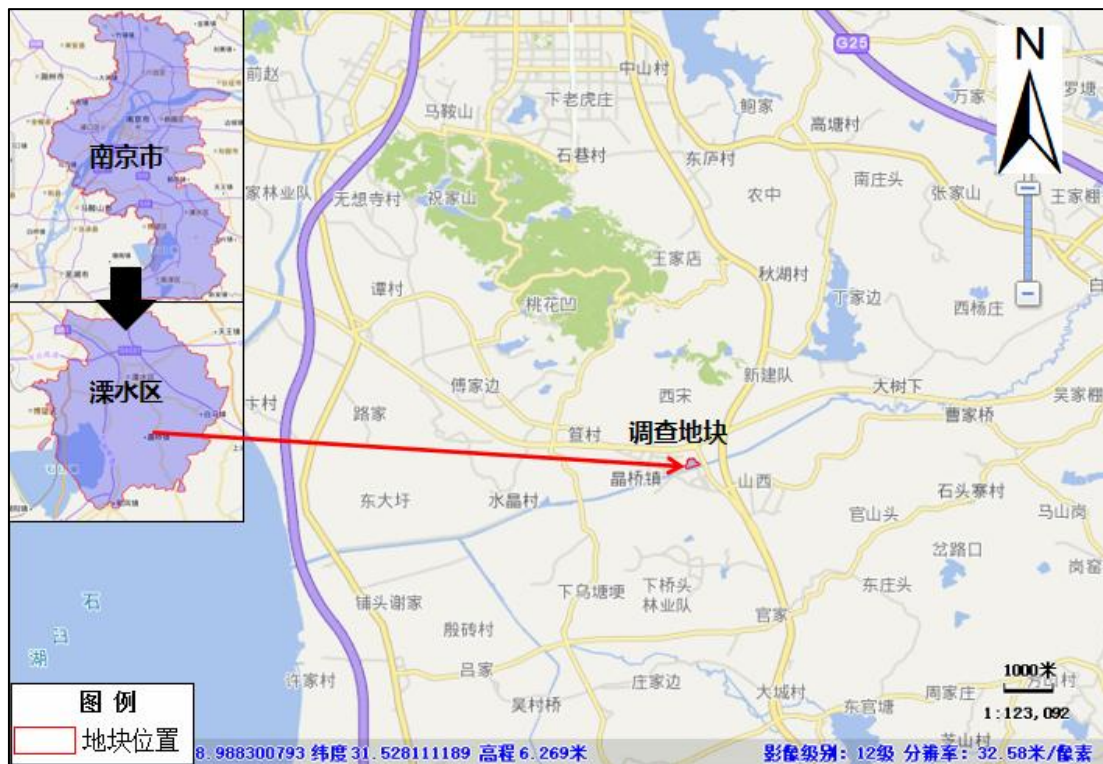 南京市
溧水区
G25
N
前赵
中山村
马鞍山
下老虎庄
鲍家
万家
罗塘
高塘村
石巷村
东庐村
家林业队
无想寺村
祝家山
农中
南庄头
张家山
王家棚
王家店
秋湖村
谭村
桃花凹
丁家边
西杨庄
白
新建队
傅家边
大树下
卞村
路家
西宋
曹家桥
吴家棚
笪村
调查地块
晶桥镇
山西
东大圩
水晶村
石头寨村
官山头
马山岗
岔路口
岗窑
下乌塘埂
下桥头
林业队
东庄头
铺头谢家
殷砖村
官家
石
臼
湖
吕家
许家村
庄家边
大城村
周家庄
吴村桥
东官塘
芝山村
1000米
1:123,092
图 例
地块位置
8.988300793 纬度31.528111189 高程6.269米
影像级别: 12级 分辨率: 32.58米/像素